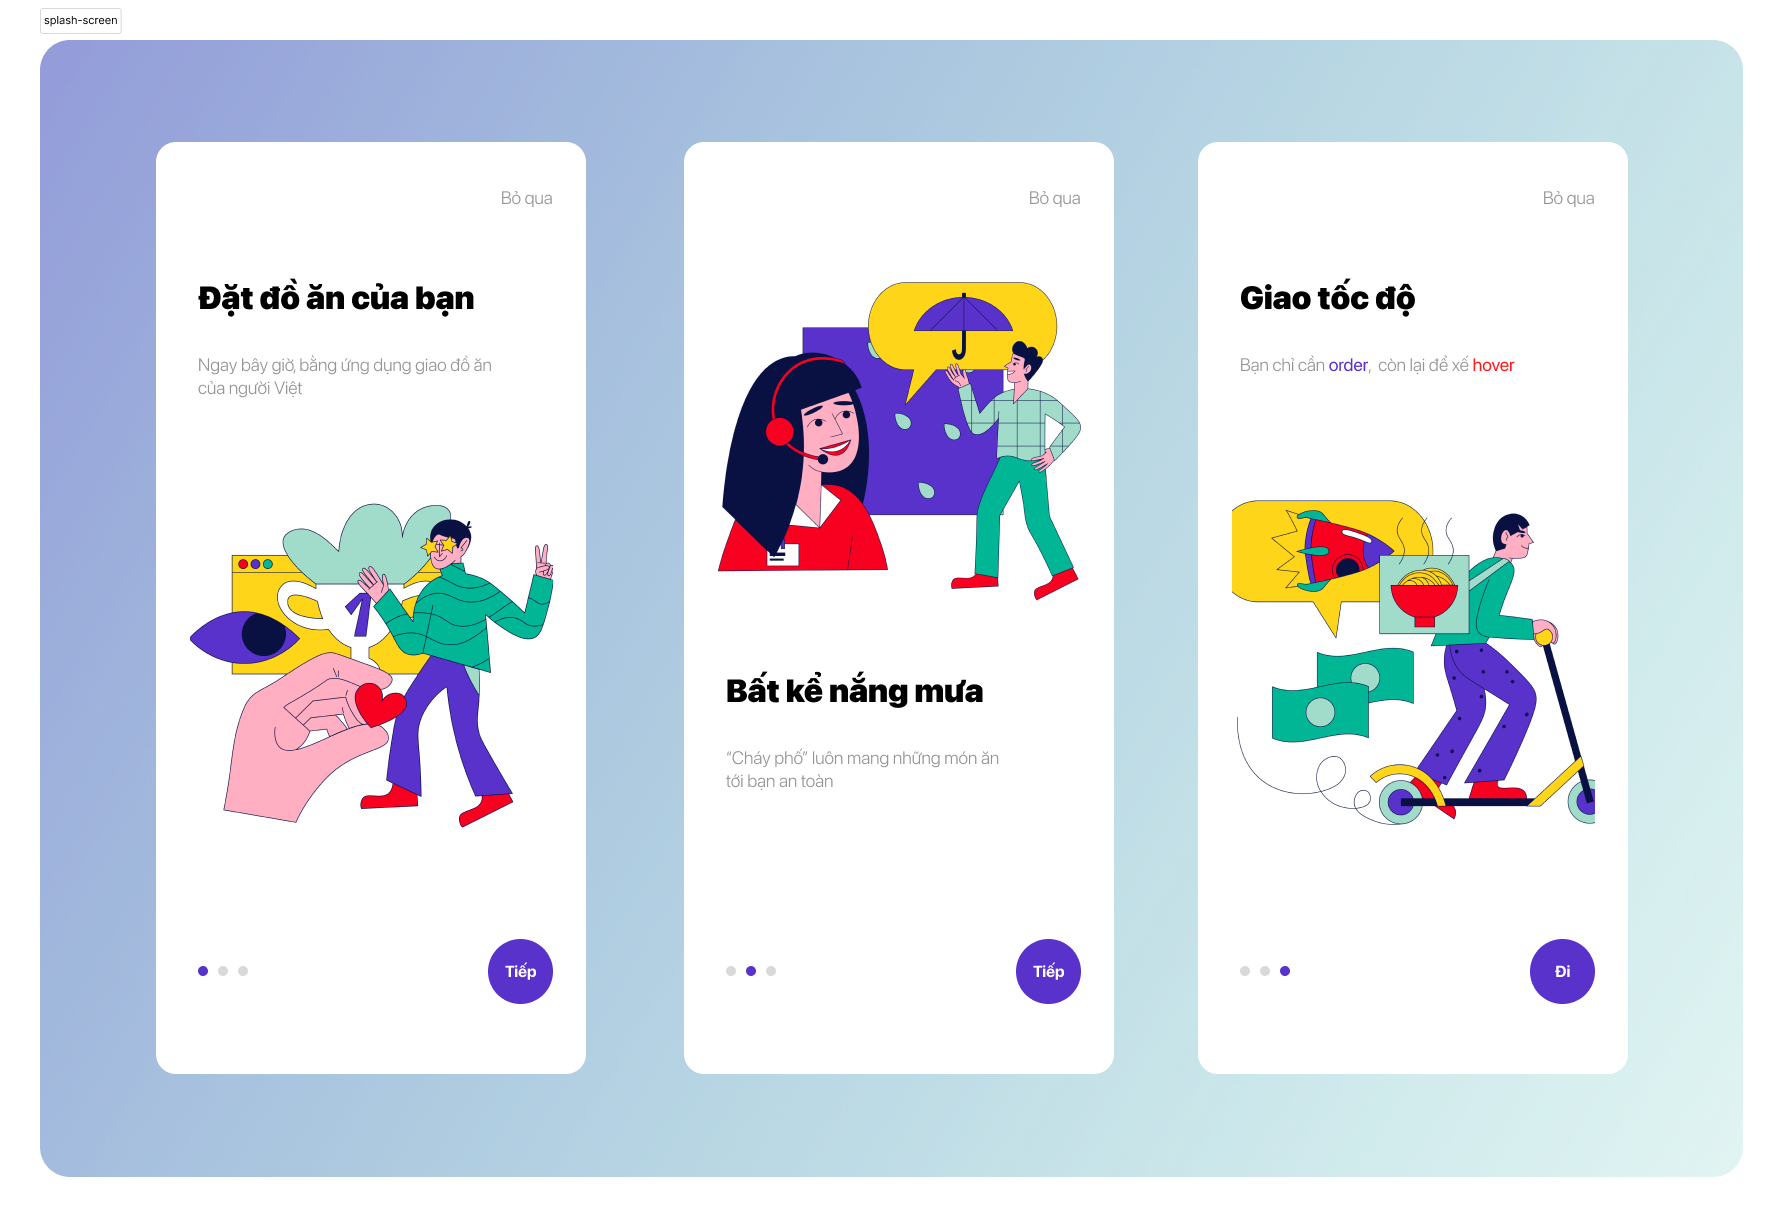 splash-screen
Bỏ qua
Đặt đồ ăn của bạn
Ngay bây giờ, bằng ứng dụng giao đồ ăn
của người Việt
Tiếp
Bỏ qua
Bất kể nắng mưa
“Cháy phố” luôn mang những món ăn
tới bạn an toàn
Tiếp
Bỏ qua
Giao tốc độ
Bạn chỉ cần order, còn lại để xế hover
Đi